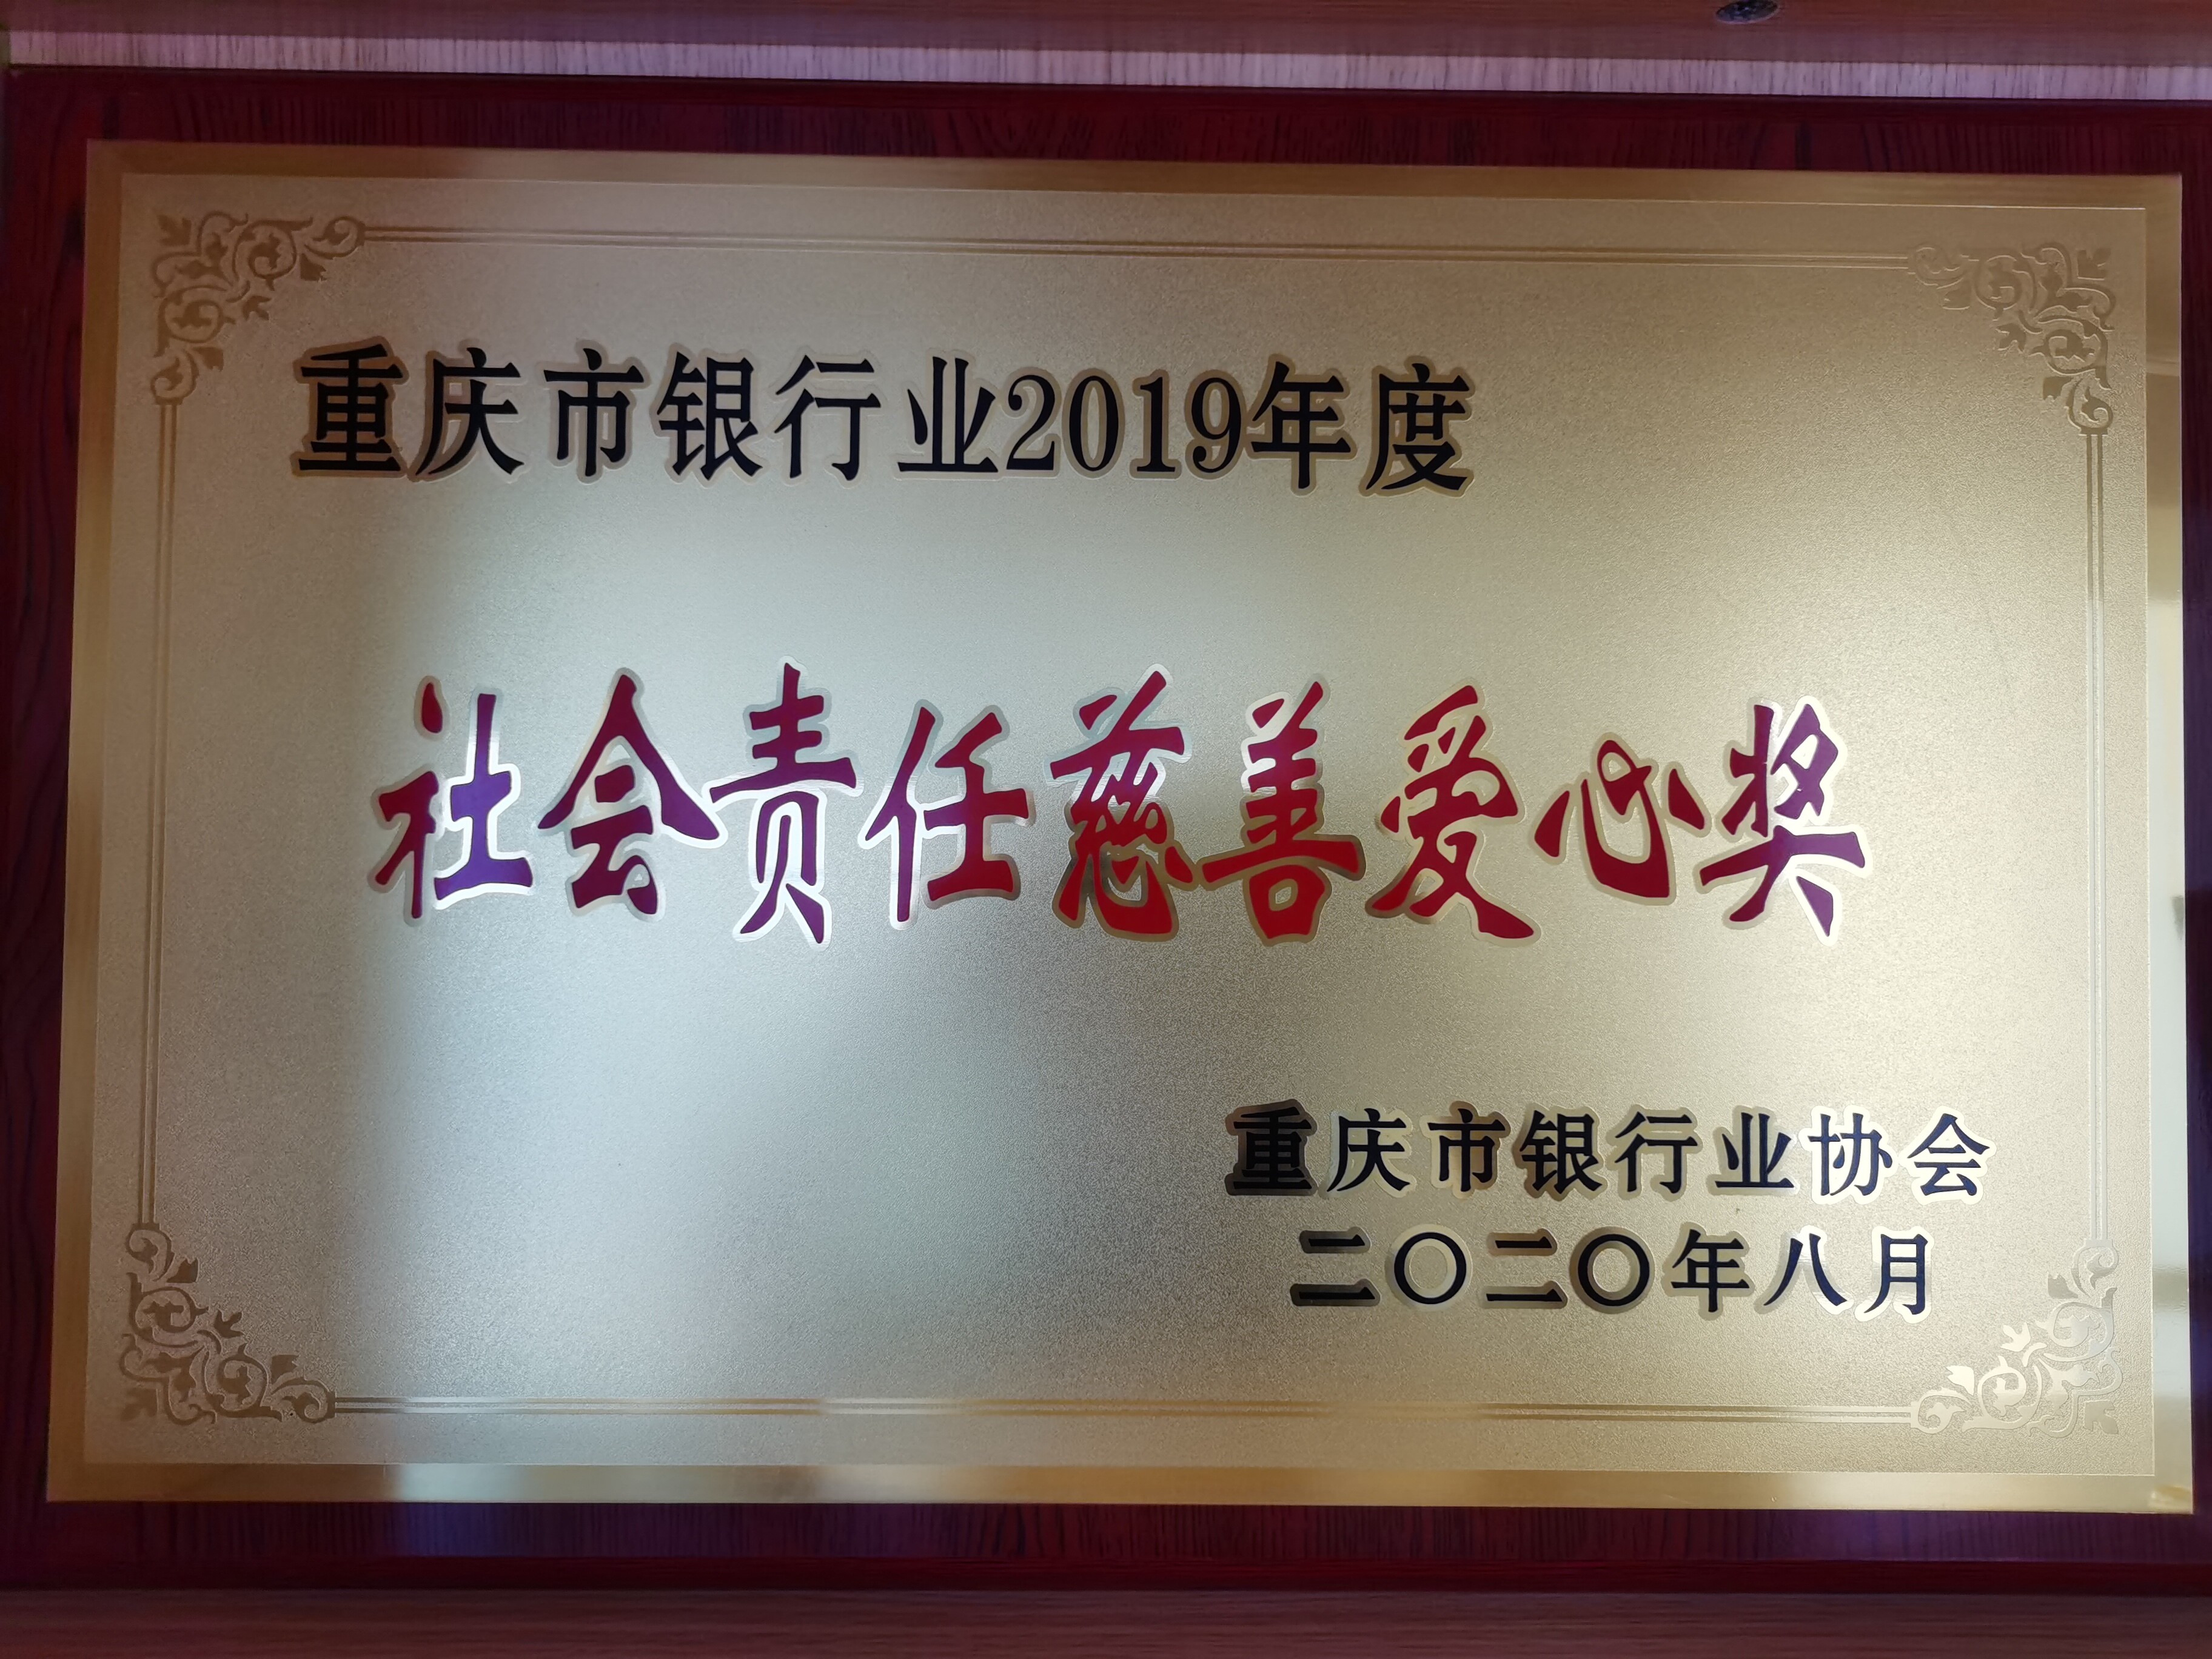 重庆市银行业2019年度
社会责任慈善爱心奖
重庆市银行业协会
二〇二〇年八月